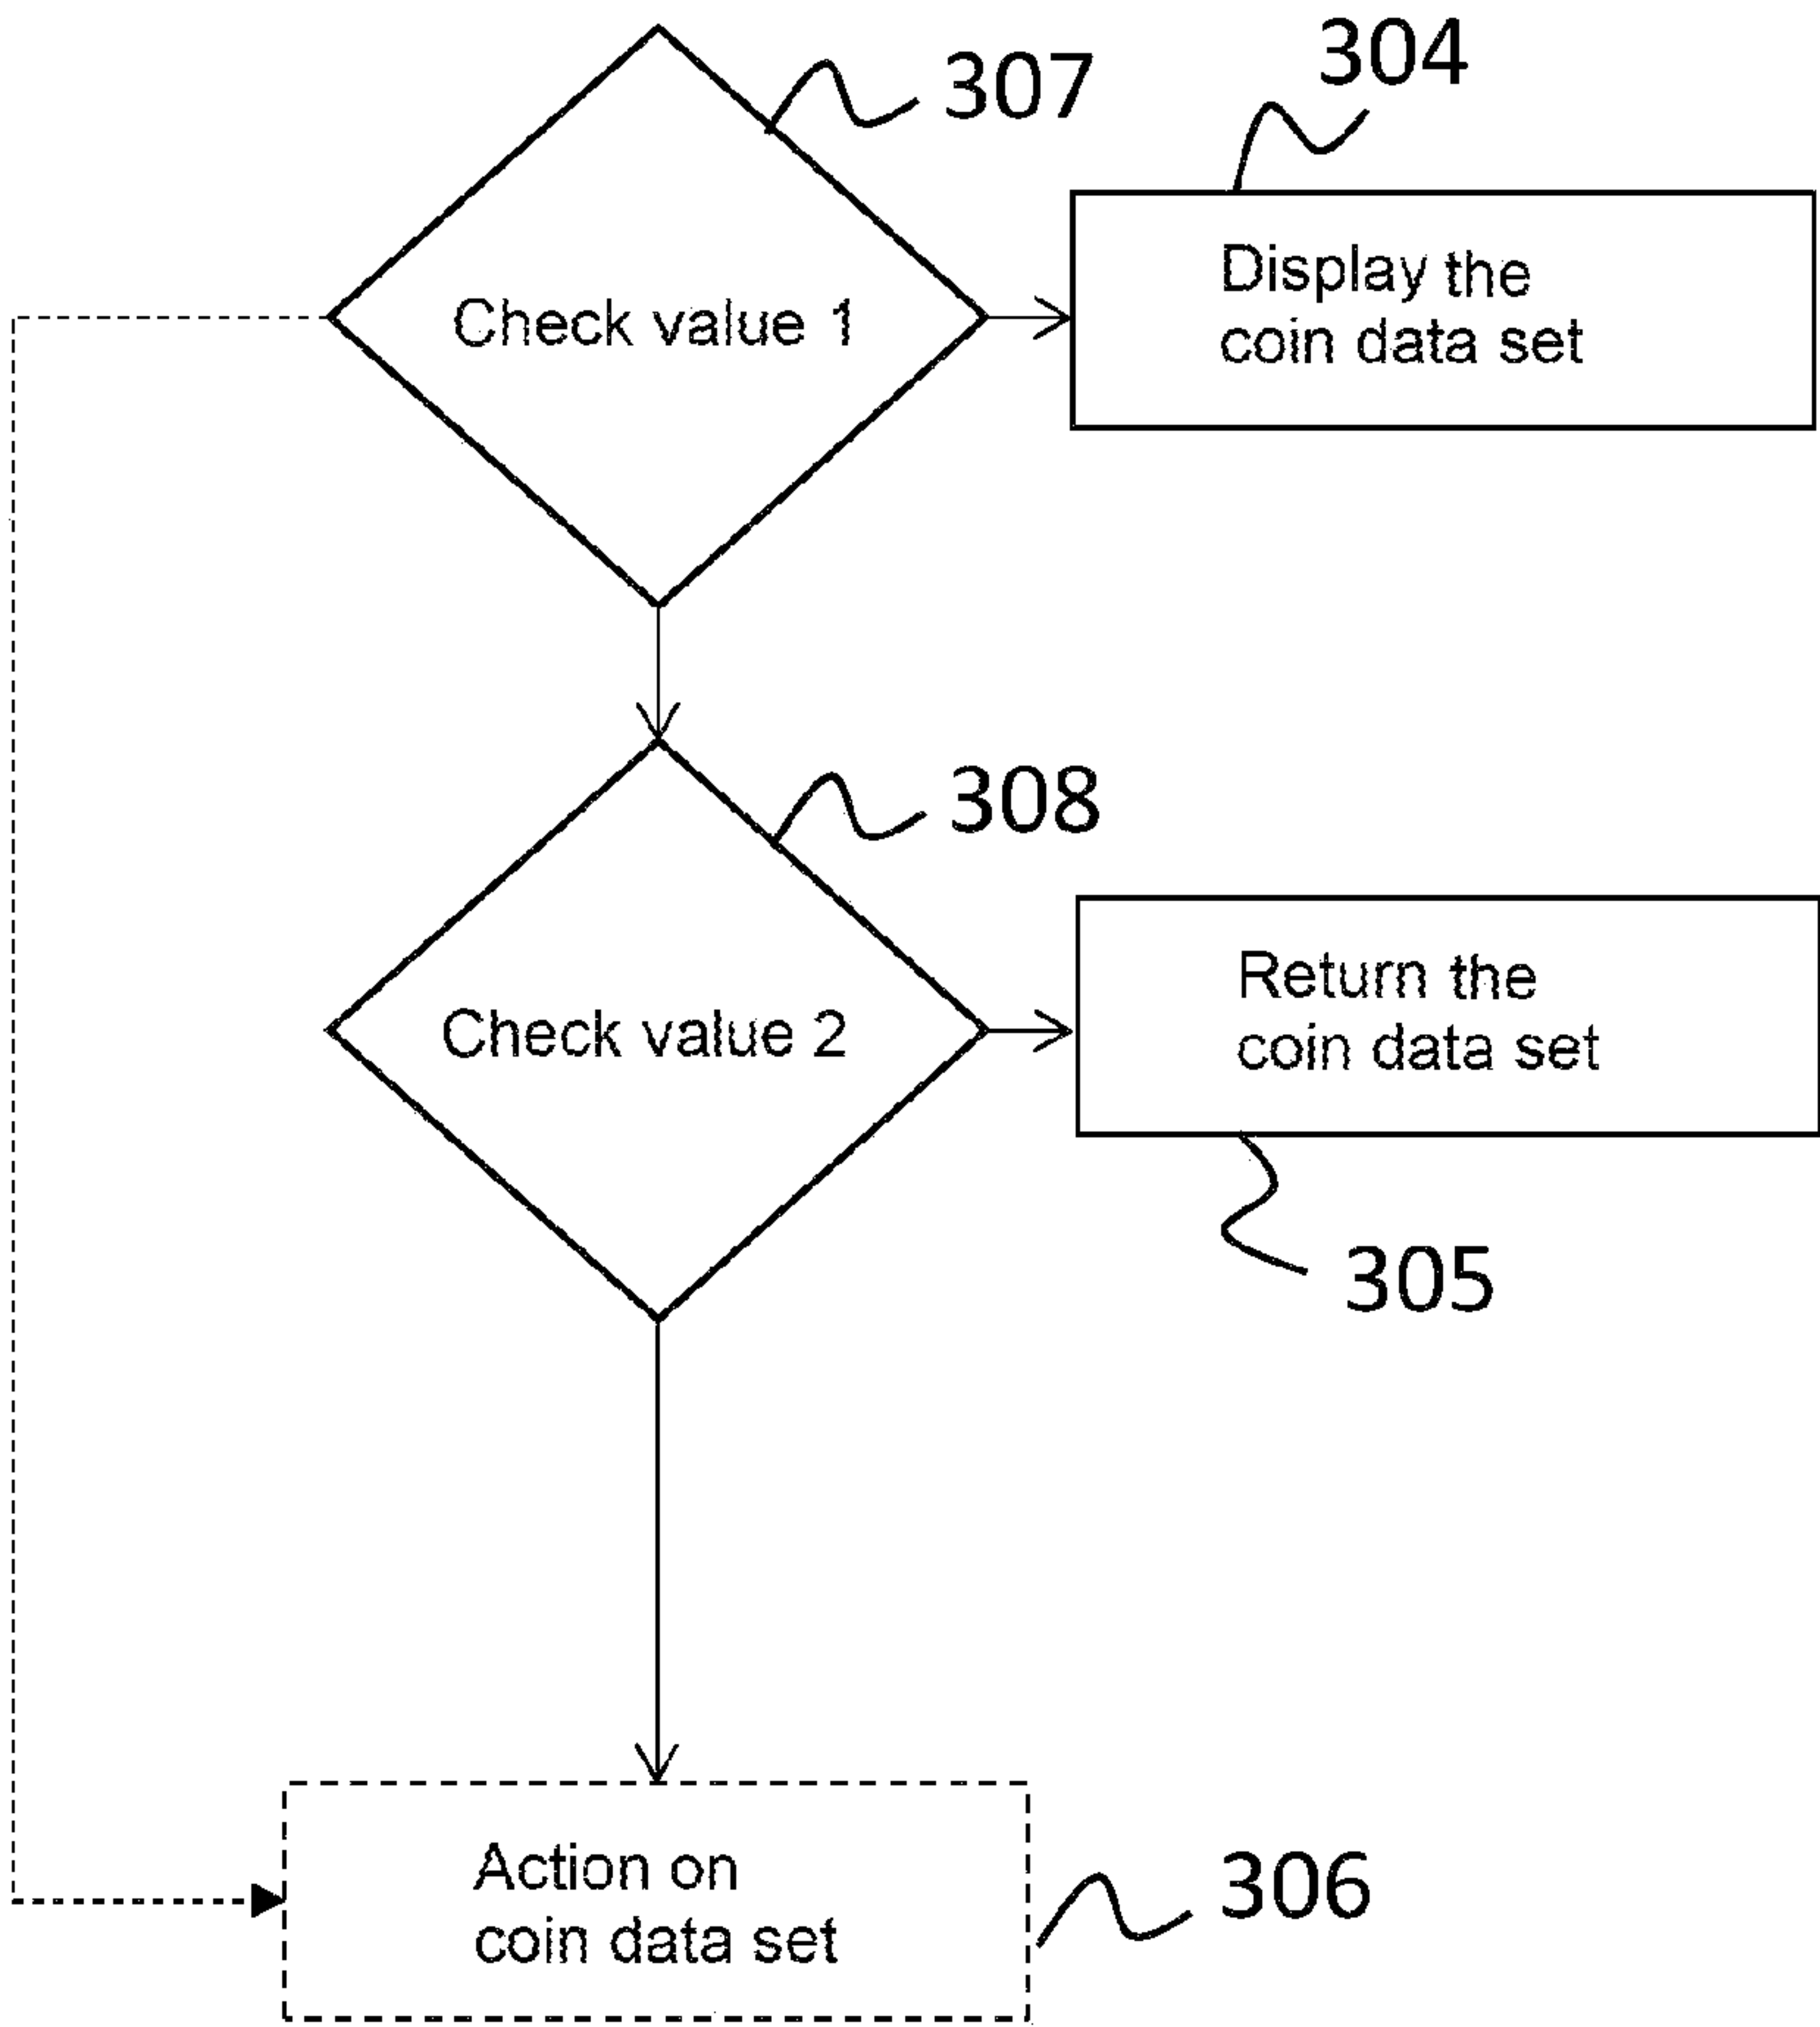 304
307
Display the
coin data set
Check value 1
308
Return the
coin data set
Check value 2
305
Action on
coin data set
306